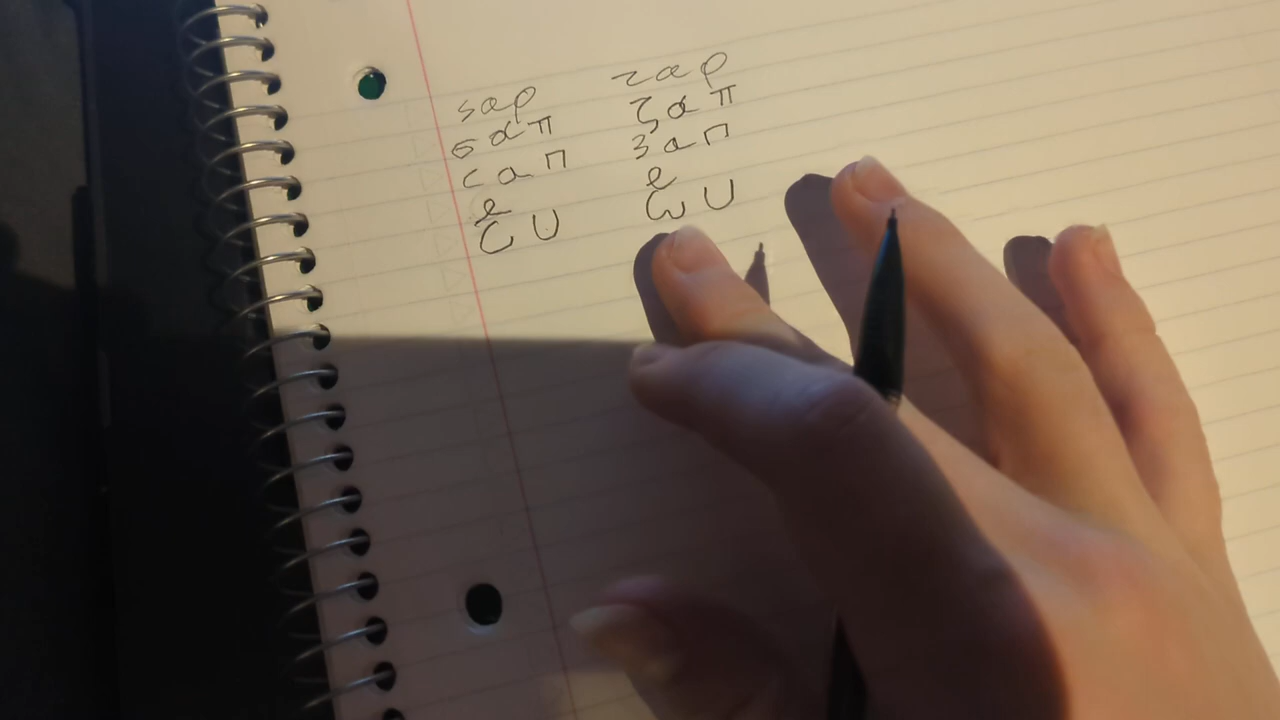 sap zap
σαπ ζαπ
сап зап